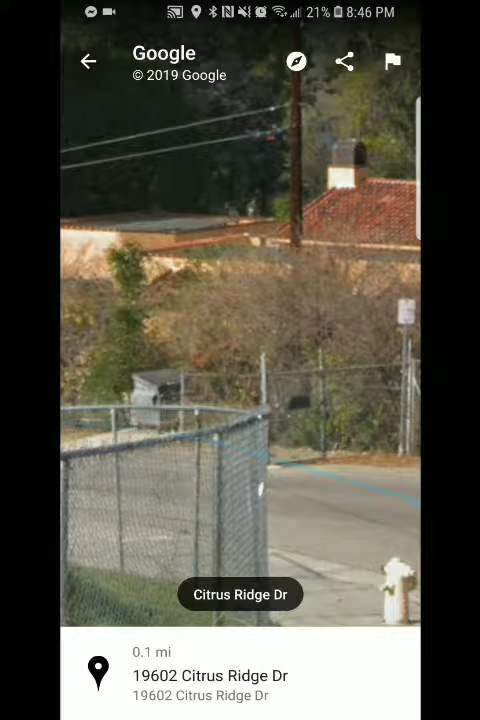 21% 8:46 PM
Google
© 2019 Google
Citrus Ridge Dr
0.1 mi
19602 Citrus Ridge Dr
19602 Citrus Ridge Dr